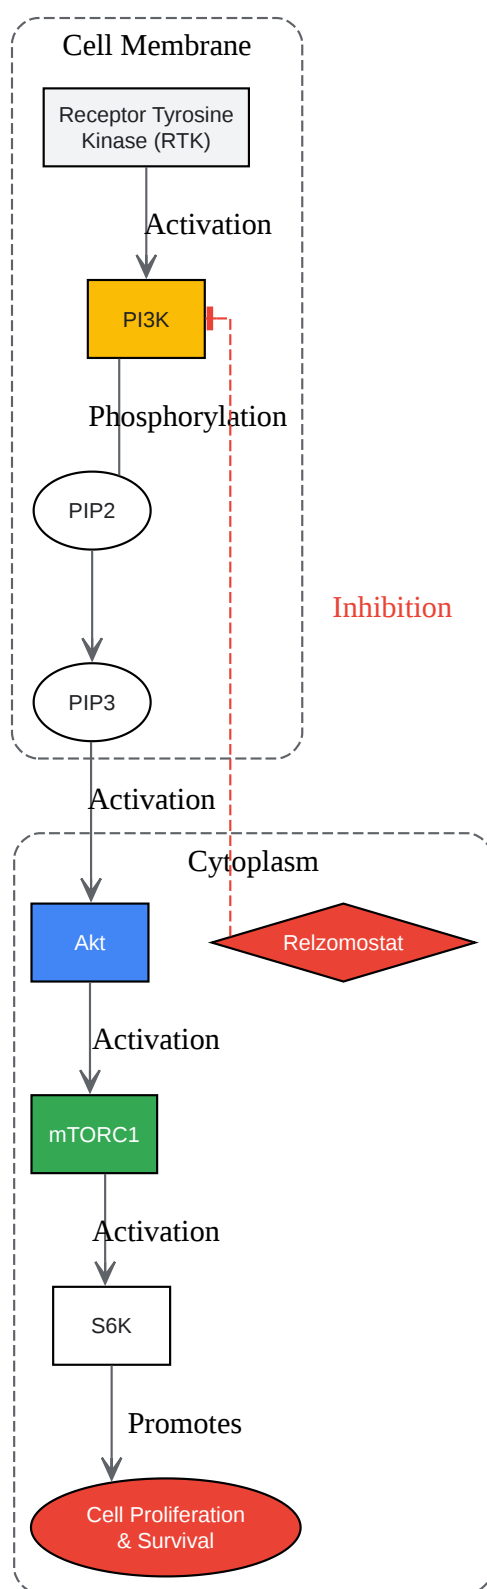 Cell Membrane
Receptor Tyrosine
Kinase (RTK)
Activation
PI3K
Phosphorylation
PIP2
Inhibition
PIP3
Activation
Cytoplasm
Akt
Relzomostat
Activation
mTORC1
Activation
S6K
Promotes
Cell Proliferation
& Survival